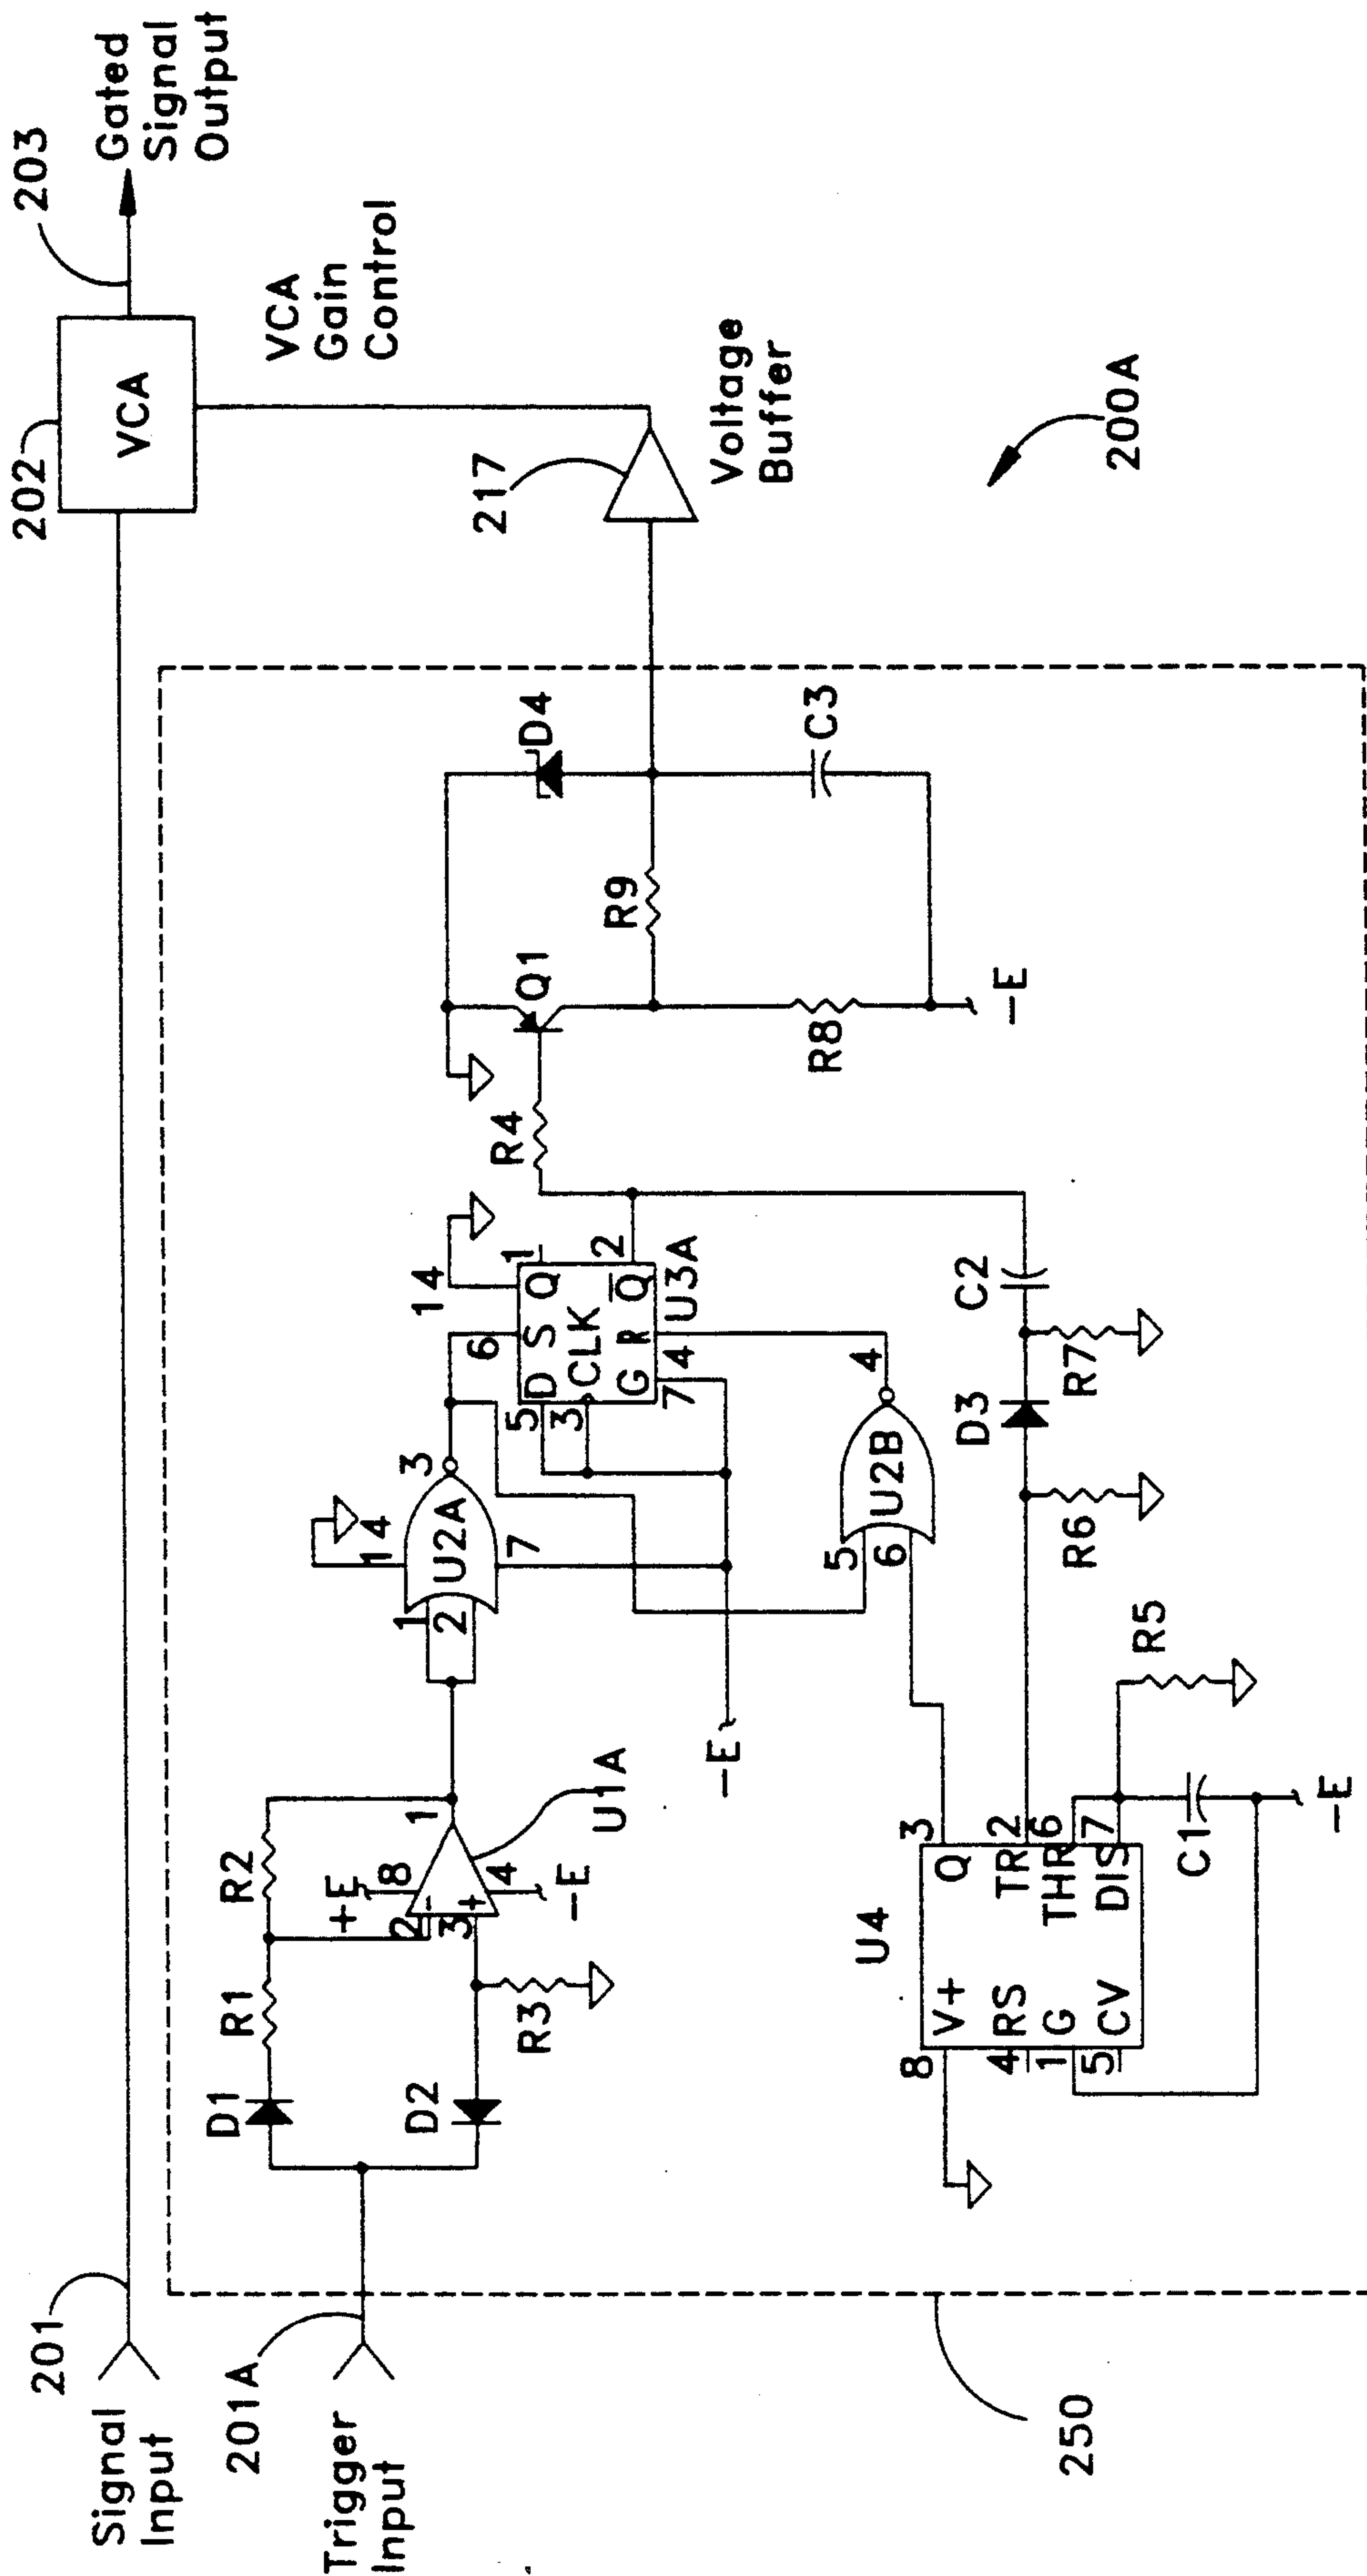 201
Signal
Input
202
VCA
203
Gated
Signal
Output
201A
Trigger
Input
VCA
Gain
Control
217
Voltage
Buffer
200A
250
D1
R1
R2
+E
8
2
-
3
+
1
4
-E
U1A
D2
R3
1
2
U2A
3
14
7
-E
6
14
1
5
D
S
Q
3
CLK
2
Q
G
R
7
4
U3A
R4
Q1
D4
R9
R8
C3
-E
5
6
U2B
4
U4
8
V+
Q
3
4
RS
TR
2
1
G
THR
6
5
CV
DIS
7
C1
-E
R5
R6
D3
R7
C2